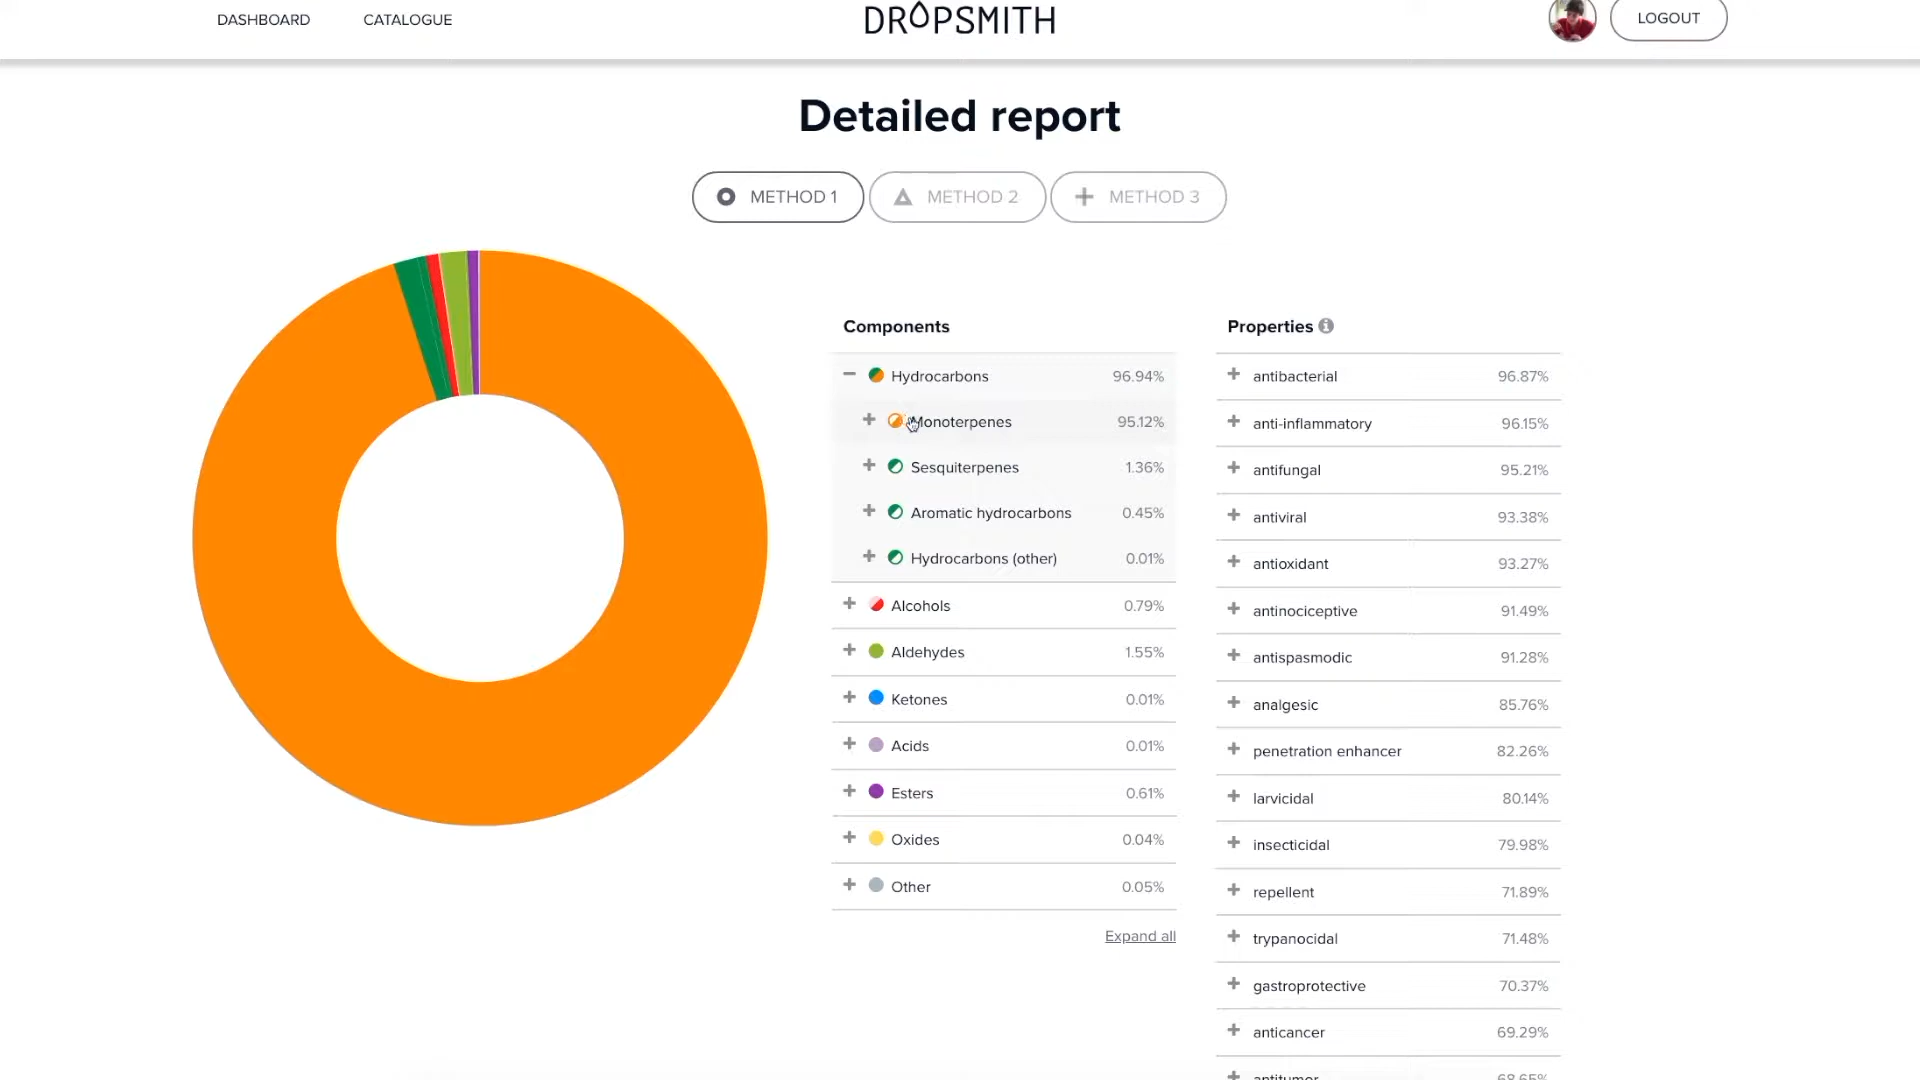 DASHBOARD
CATALOGUE
DROPSMITH
LOGOUT
Detailed report
METHOD 1
METHOD 2
METHOD 3
Components
Hydrocarbons 96.94%
Monoterpenes 95.12%
Sesquiterpenes 1.36%
Aromatic hydrocarbons 0.45%
Hydrocarbons (other) 0.01%
Alcohols 0.79%
Aldehydes 1.55%
Ketones 0.01%
Acids 0.01%
Esters 0.61%
Oxides 0.04%
Other 0.05%
Expand all
Properties
antibacterial 96.87%
anti-inflammatory 96.15%
antifungal 95.21%
antiviral 93.38%
antioxidant 93.27%
antinociceptive 91.49%
antispasmodic 91.28%
analgesic 85.76%
penetration enhancer 82.26%
larvicidal 80.14%
insecticidal 79.98%
repellent 71.89%
trypanocidal 71.48%
gastroprotective 70.37%
anticancer 69.29%
antitumor 68.65%